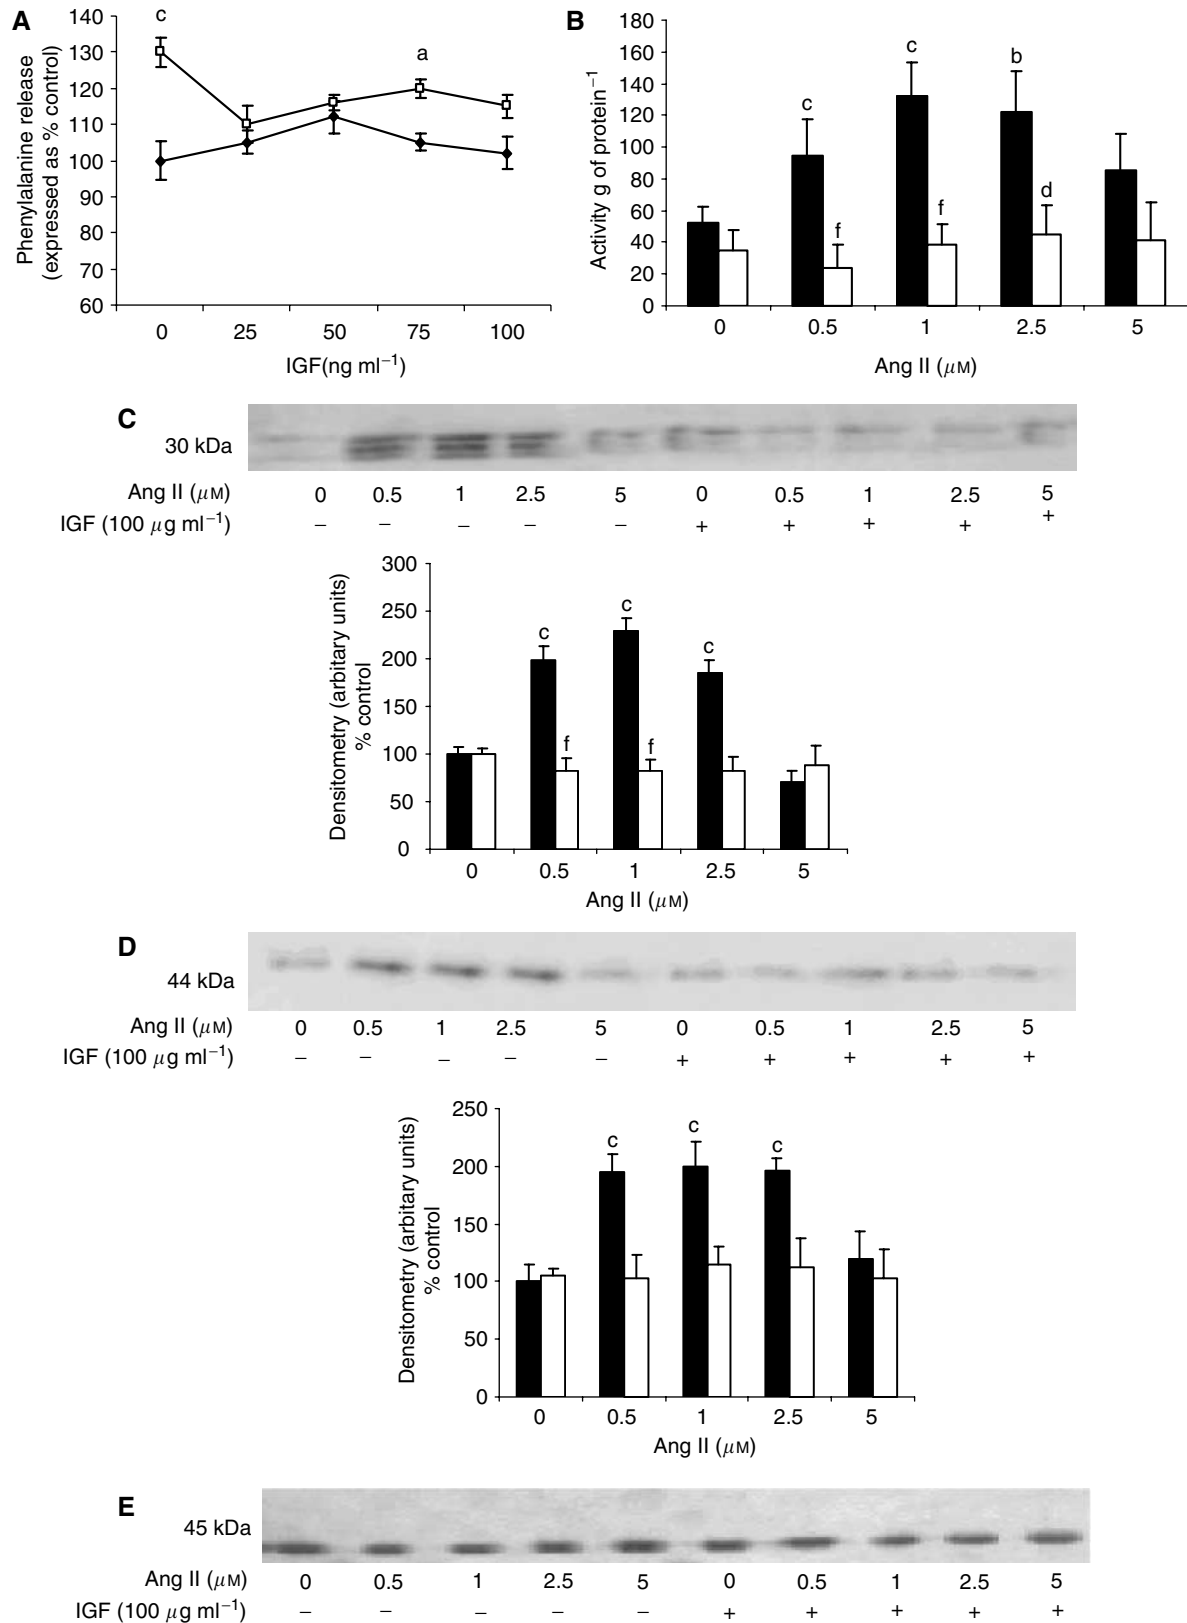 A
Phenylalanine release
(expressed as % control)
140
130
120
110
100
90
80
70
60
c
a
0 25 50 75 100
IGF(ng ml−1)
B
Activity g of protein−1
180
160
140
120
100
80
60
40
20
0
c
f
c
f
b
d
0 0.5 1 2.5 5
Ang II (μM)
C
30 kDa
Ang II (μM) 0 0.5 1 2.5 5 0 0.5 1 2.5 5
IGF (100 μg ml−1) − − − − − + + + + +
Densitometry (arbitary units)
% control
300
250
200
150
100
50
0
c
f
c
f
c
0 0.5 1 2.5 5
Ang II (μM)
D
44 kDa
Ang II (μM) 0 0.5 1 2.5 5 0 0.5 1 2.5 5
IGF (100 μg ml−1) − − − − − + + + + +
Densitometry (arbitary units)
% control
250
200
150
100
50
0
c
c
c
0 0.5 1 2.5 5
Ang II (μM)
E
45 kDa
Ang II (μM) 0 0.5 1 2.5 5 0 0.5 1 2.5 5
IGF (100 μg ml−1) − − − − − + + + + +